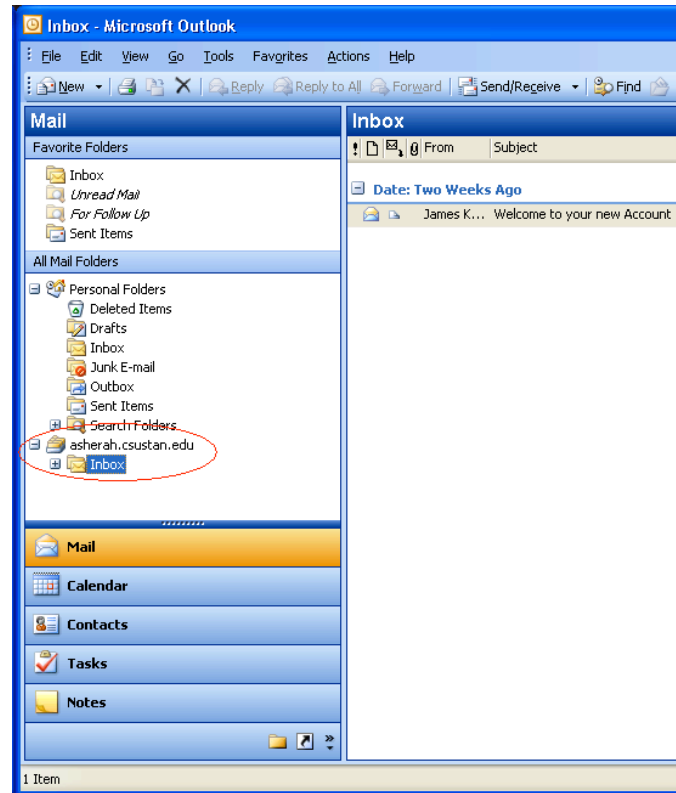 Inbox - Microsoft Outlook
File Edit View Go Tools Favorites Actions Help
New Reply Reply to All Forward Send/Receive Find
Mail
Favorite Folders
Inbox
Unread Mail
For Follow Up
Sent Items
All Mail Folders
Personal Folders
Deleted Items
Drafts
Inbox
Junk E-mail
Outbox
Sent Items
Search Folders
asherah.csustan.edu
Inbox
Mail
Calendar
Contacts
Tasks
Notes
Inbox
From Subject
Date: Two Weeks Ago
James K... Welcome to your new Account
1 Item